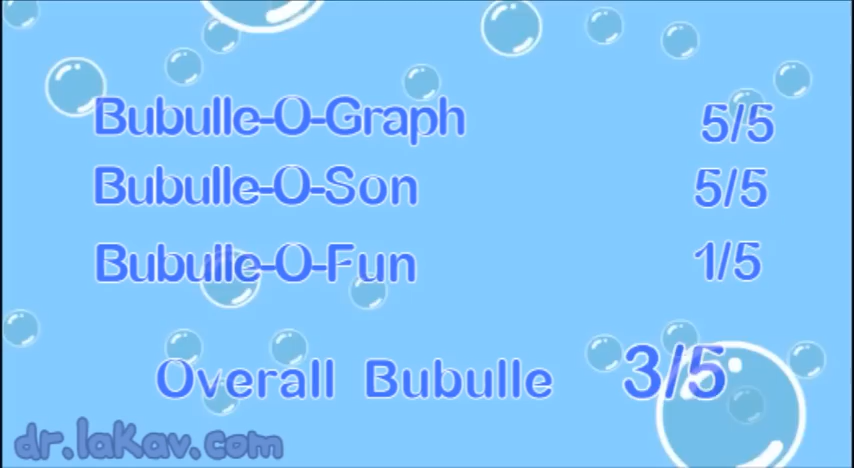 Bubulle-O-Graph 5/5
Bubulle-O-Son 5/5
Bubulle-O-Fun 1/5
Overall Bubulle 3/5
dr.laKav.com